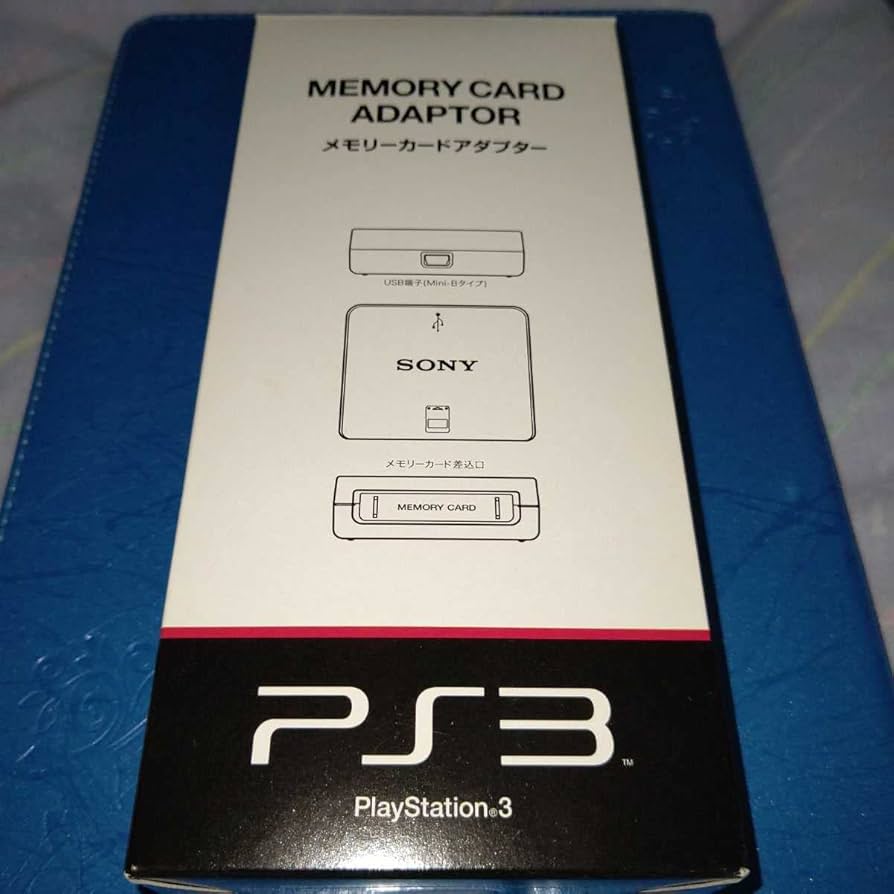 MEMORY CARD
ADAPTOR
メモリーカードアダプター
USB端子(Mini-Bタイプ)
SONY
メモリーカード差込口
MEMORY CARD
PS3™
PlayStation®3